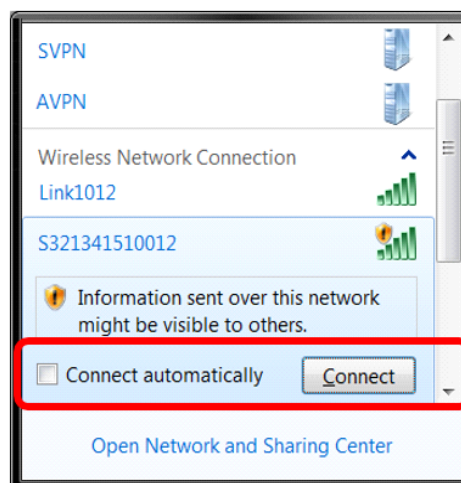 SVPN
AVPN
Wireless Network Connection
Link1012
S321341510012
Information sent over this network
might be visible to others.
Connect automatically
Connect
Open Network and Sharing Center